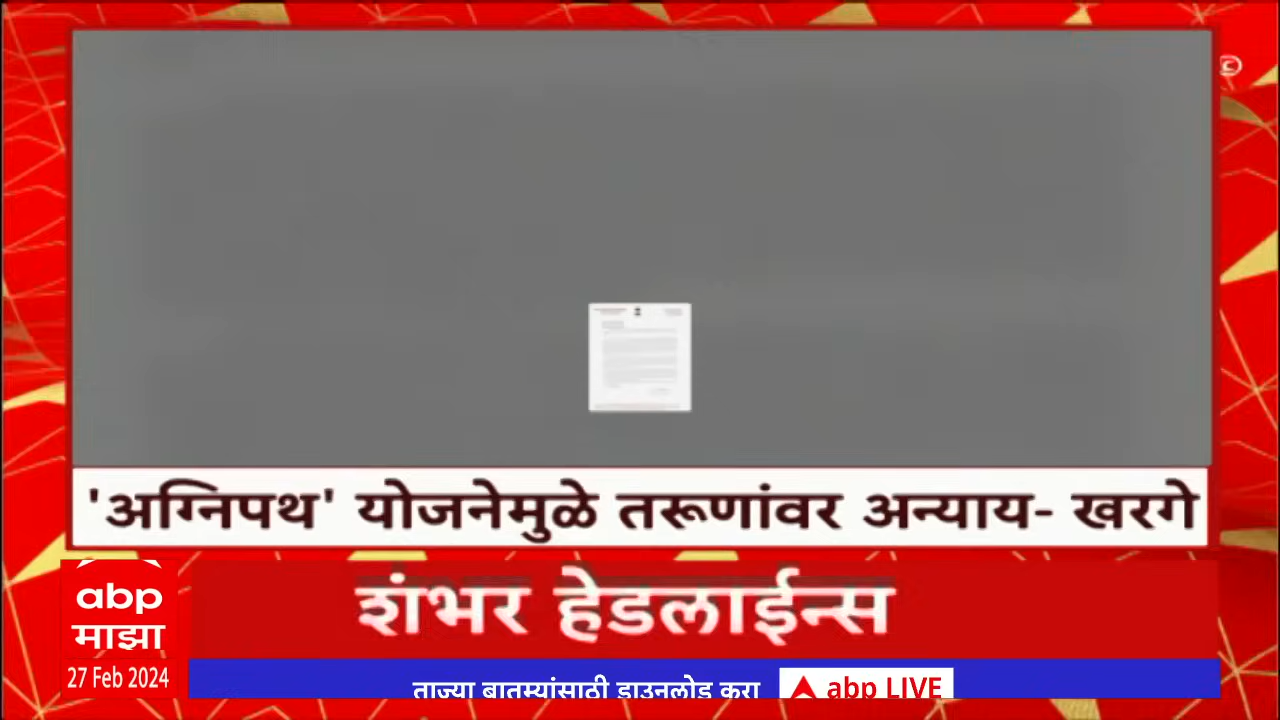 ©
'अग्निपथ' योजनेमुळे तरूणांवर अन्याय- खरगे
शंभर हेडलाईन्स
abp
माझा
27 Feb 2024
ताज्या बातम्यांसाठी डाउनलोड करा abp LIVE